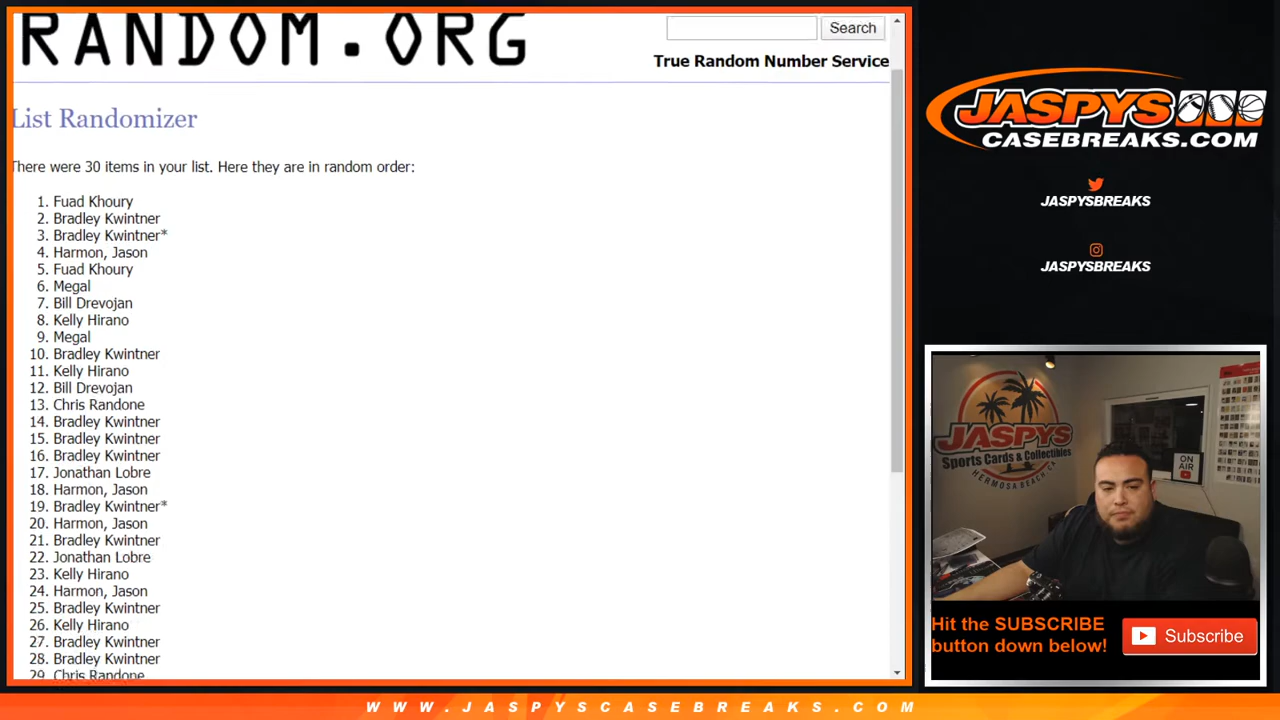 RANDOM.ORG
Search
True Random Number Service
List Randomizer
There were 30 items in your list. Here they are in random order:
1. Fuad Khoury
2. Bradley Kwintner
3. Bradley Kwintner*
4. Harmon, Jason
5. Fuad Khoury
6. Megal
7. Bill Drevojan
8. Kelly Hirano
9. Megal
10. Bradley Kwintner
11. Kelly Hirano
12. Bill Drevojan
13. Chris Randone
14. Bradley Kwintner
15. Bradley Kwintner
16. Bradley Kwintner
17. Jonathan Lobre
18. Harmon, Jason
19. Bradley Kwintner*
20. Harmon, Jason
21. Bradley Kwintner
22. Jonathan Lobre
23. Kelly Hirano
24. Harmon, Jason
25. Bradley Kwintner
26. Kelly Hirano
27. Bradley Kwintner
28. Bradley Kwintner
29. Chris Randone
JASPYS
CASEBREAKS.COM
JASPYSBREAKS
JASPYSBREAKS
JASPYS
Sports Cards & Collectibles
HERMOSA BEACH, CA
ON
AIR
Hit the SUBSCRIBE
button down below!
Subscribe
WWW.JASPYSCASEBREAKS.COM